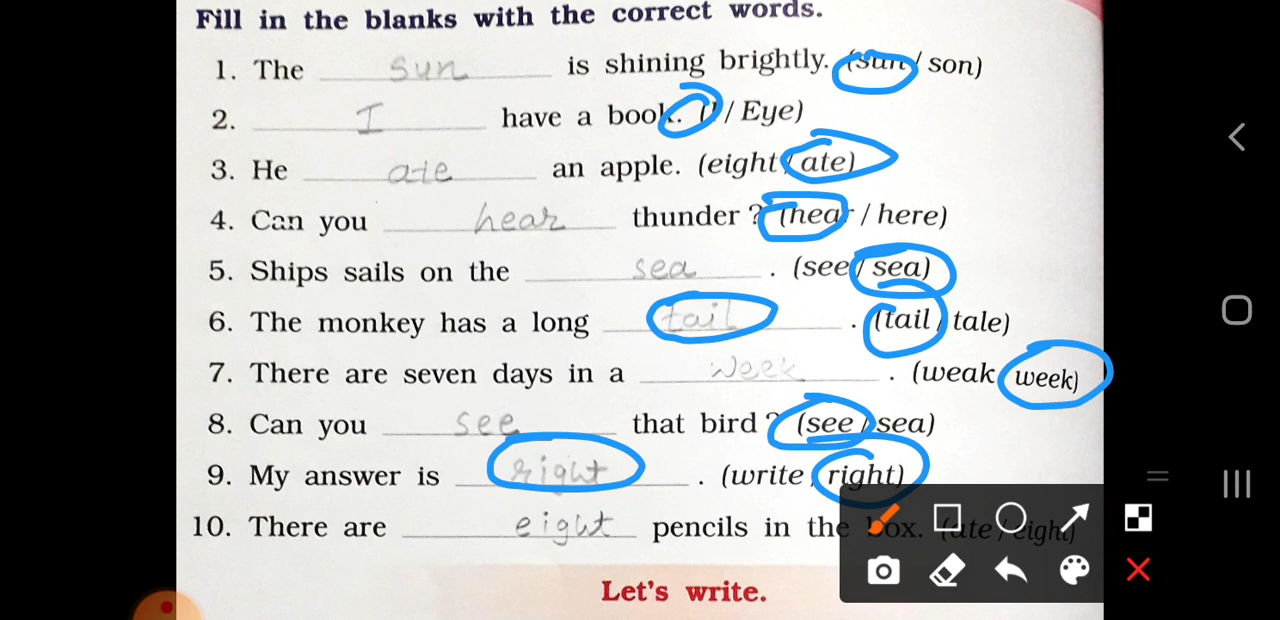 Fill in the blanks with the correct words.
1. The sun is shining brightly. (sun / son)
2. I have a book. (I / Eye)
3. He ate an apple. (eight / ate)
4. Can you hear thunder ? (hear / here)
5. Ships sails on the sea . (see / sea)
6. The monkey has a long tail . (tail / tale)
7. There are seven days in a week . (weak week)
8. Can you see that bird ? (see / sea)
9. My answer is right . (write / right)
10. There are eight pencils in the box. (ate / eight)
Let's write.